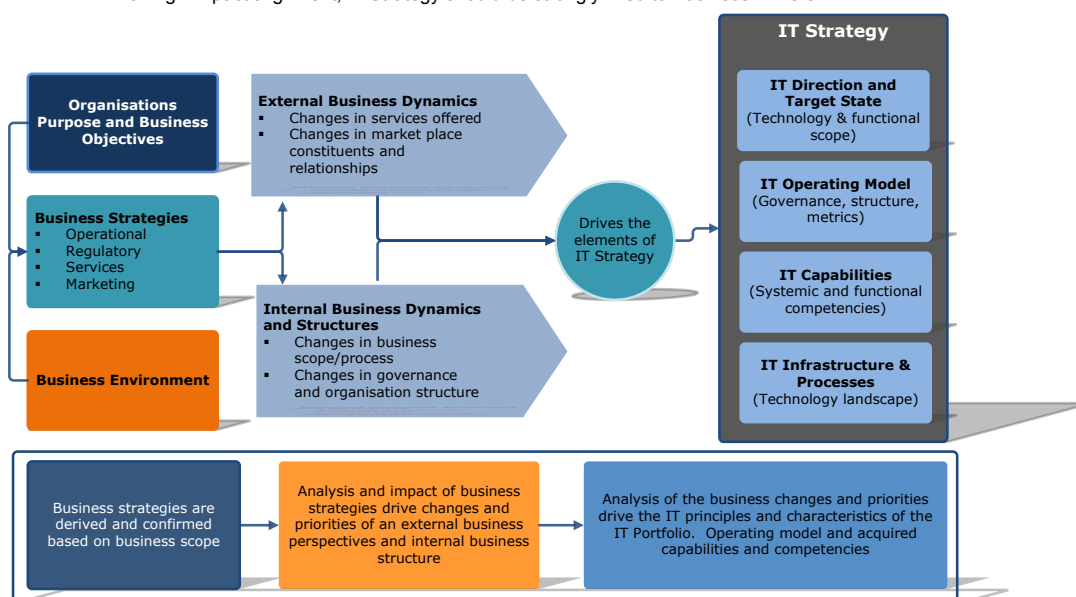 IT Strategy
Organisations
Purpose and Business
Objectives
Business Strategies
▪ Operational
▪ Regulatory
▪ Services
▪ Marketing
Business Environment
External Business Dynamics
▪ Changes in services offered
▪ Changes in market place
constituents and
relationships
Internal Business Dynamics
and Structures
▪ Changes in business
scope/process
▪ Changes in governance
and organisation structure
Drives the
elements of
IT Strategy
IT Direction and
Target State
(Technology & functional
scope)
IT Operating Model
(Governance, structure,
metrics)
IT Capabilities
(Systemic and functional
competencies)
IT Infrastructure &
Processes
(Technology landscape)
Business strategies are
derived and confirmed
based on business scope
Analysis and impact of business
strategies drive changes and
priorities of an external business
perspectives and internal business
structure
Analysis of the business changes and priorities
drive the IT principles and characteristics of the
IT Portfolio. Operating model and acquired
capabilities and competencies